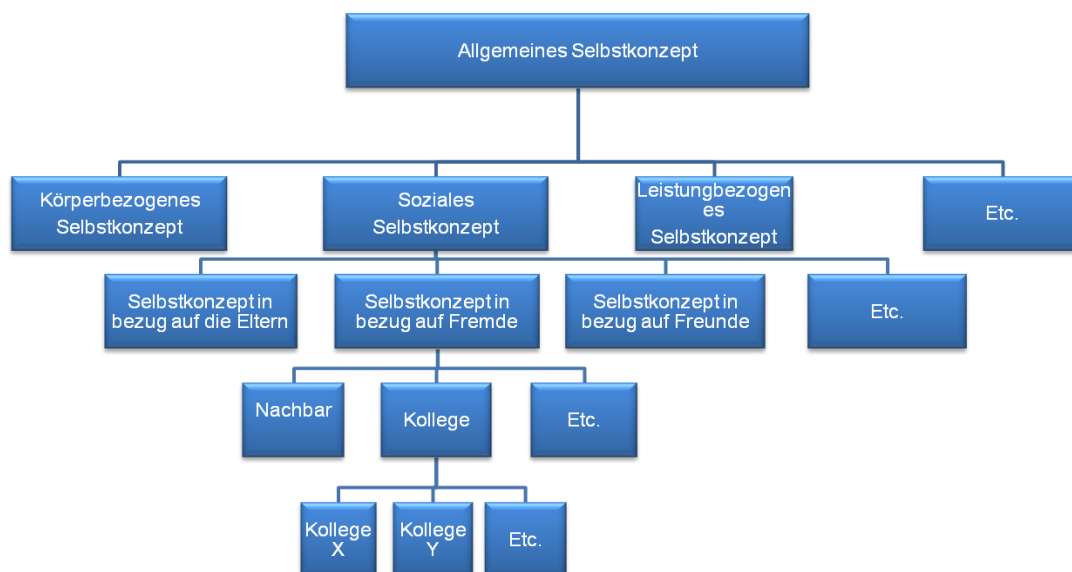 Allgemeines Selbstkonzept
Körperbezogenes
Selbstkonzept
Soziales
Selbstkonzept
Leistungbezogen
es
Selbstkonzept
Etc.
Selbstkonzept in
bezug auf die Eltern
Selbstkonzept in
bezug auf Fremde
Selbstkonzept in
bezug auf Freunde
Etc.
Nachbar
Kollege
Etc.
Kollege
X
Kollege
Y
Etc.